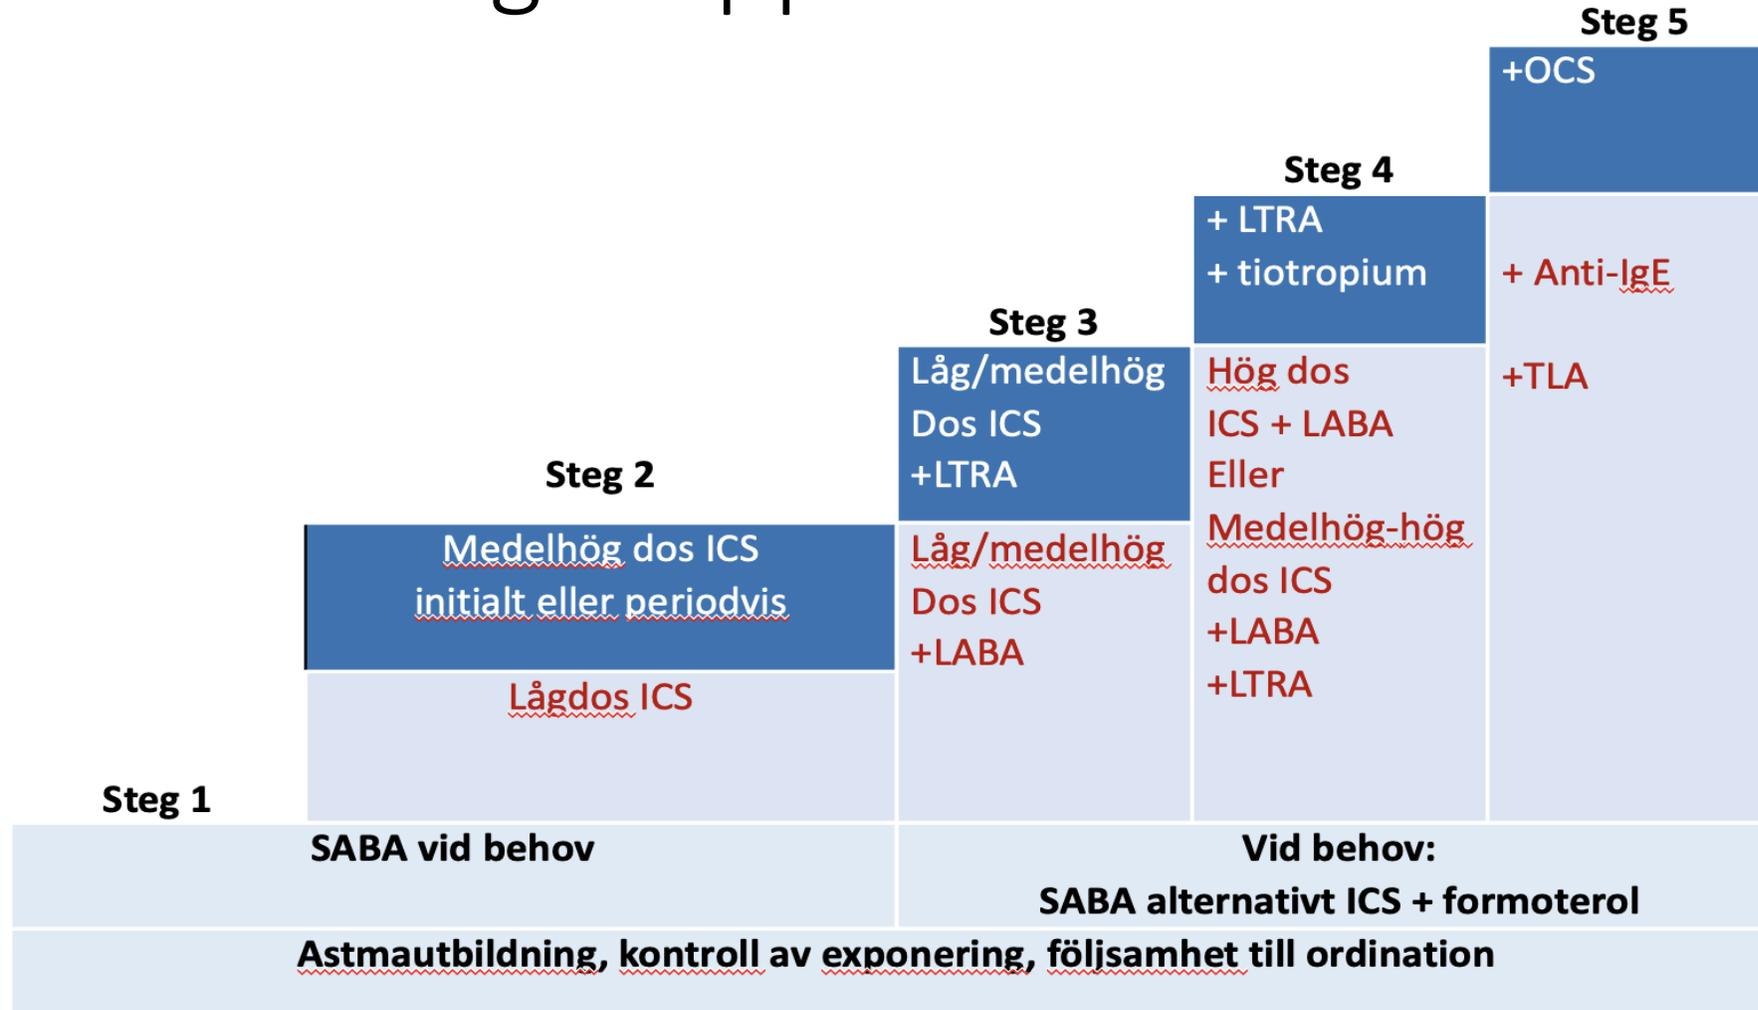 Steg 5
+OCS
+ Anti-IgE
+TLA
Steg 4
+ LTRA
+ tiotropium
Hög dos
ICS + LABA
Eller
Medelhög-hög
dos ICS
+LABA
+LTRA
Steg 3
Låg/medelhög
Dos ICS
+LTRA
Låg/medelhög
Dos ICS
+LABA
Steg 2
Medelhög dos ICS
initialt eller periodvis
Lågdos ICS
Steg 1
SABA vid behov
Vid behov:
SABA alternativt ICS + formoterol
Astmautbildning, kontroll av exponering, följsamhet till ordination